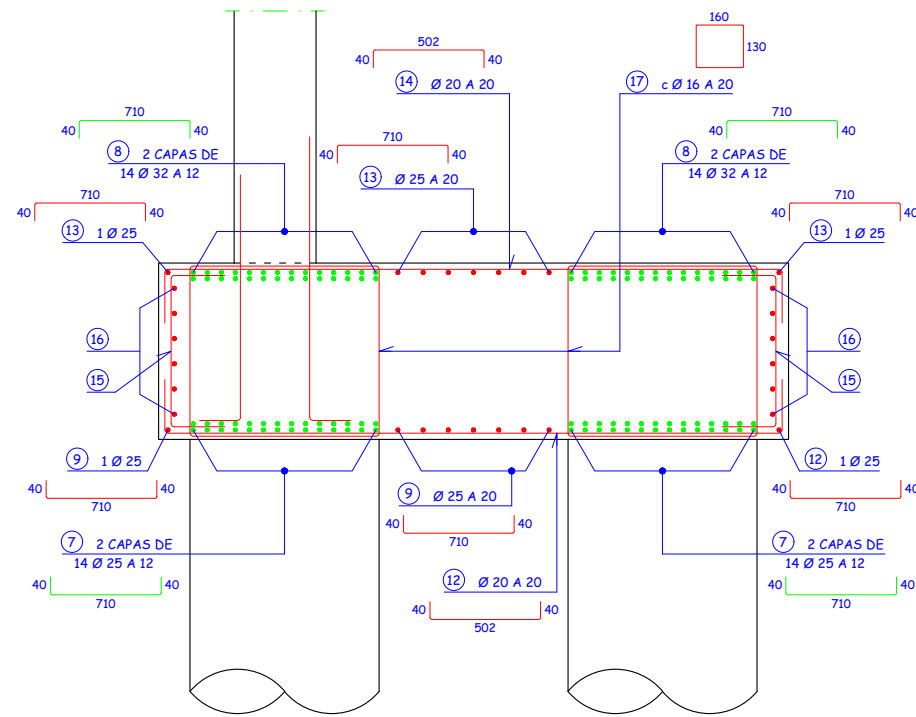 160
130
502
40 40
14 Ø 20 A 20
17 c Ø 16 A 20
710
40 40
8 2 CAPAS DE
14 Ø 32 A 12
710
40 40
13 Ø 25 A 20
710
40 40
8 2 CAPAS DE
14 Ø 32 A 12
710
40 40
13 1 Ø 25
710
40 40
13 1 Ø 25
16
15
16
15
9 1 Ø 25
40 40
710
9 Ø 25 A 20
40 40
710
12 1 Ø 25
40 40
710
7 2 CAPAS DE
14 Ø 25 A 12
40 40
710
12 Ø 20 A 20
40 40
502
7 2 CAPAS DE
14 Ø 25 A 12
40 40
710